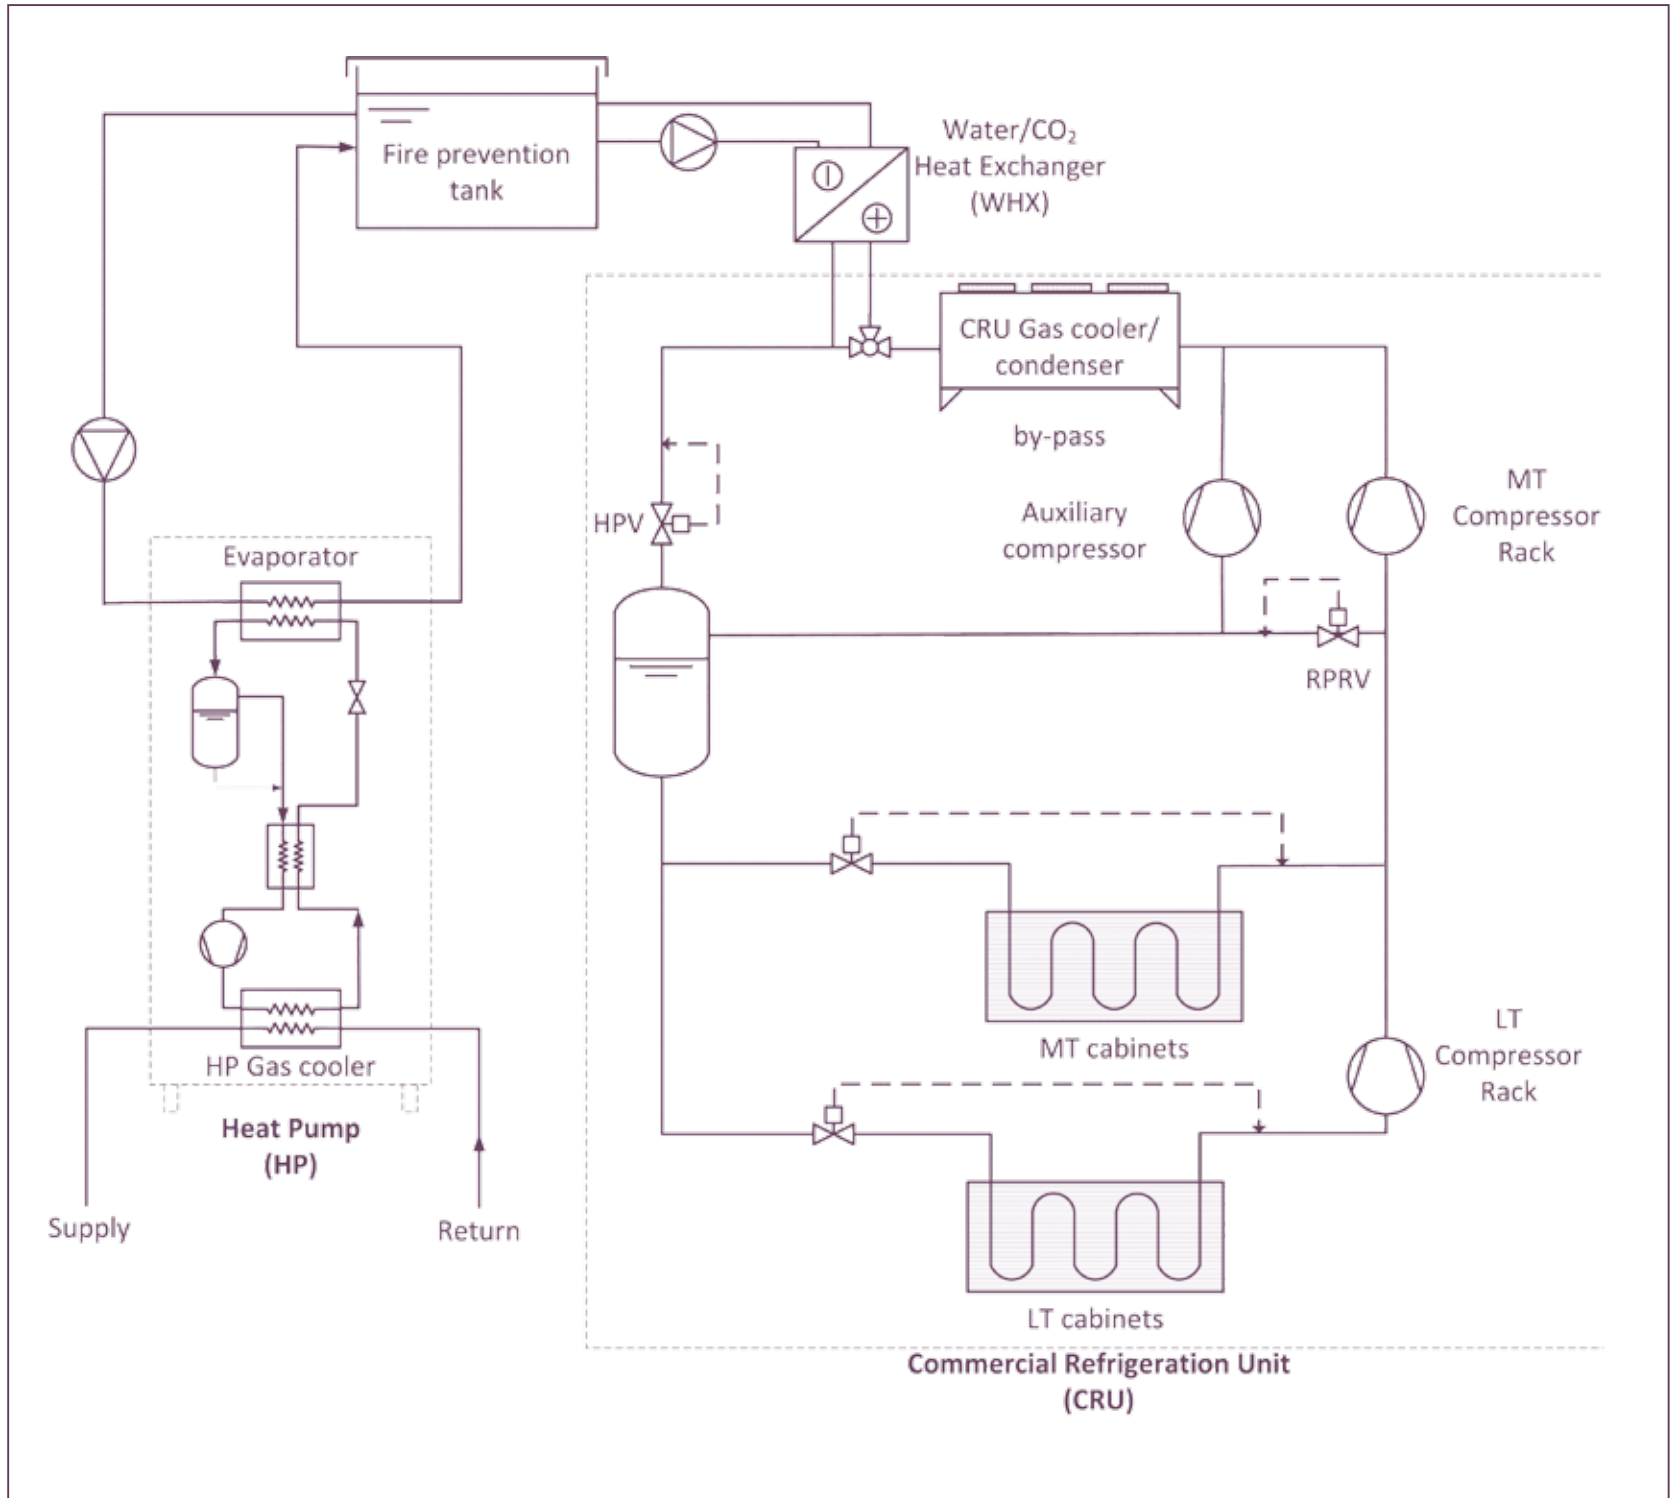 Fire prevention
tank
Water/CO₂
Heat Exchanger
(WHX)
CRU Gas cooler/
condenser
by-pass
HPV
Auxiliary
compressor
MT
Compressor
Rack
Evaporator
RPRV
MT cabinets
LT
Compressor
Rack
HP Gas cooler
Heat Pump
(HP)
Supply
Return
LT cabinets
Commercial Refrigeration Unit
(CRU)